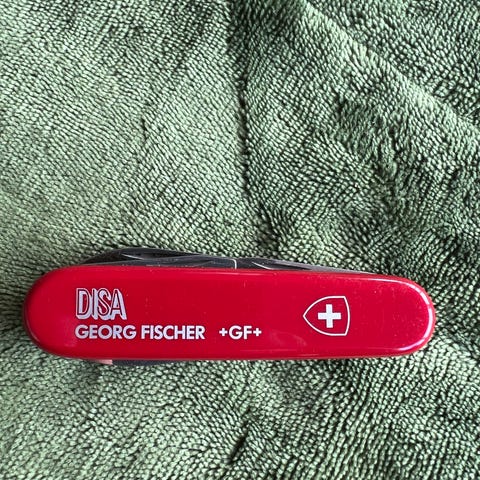 DISA
GEORG FISCHER +GF+